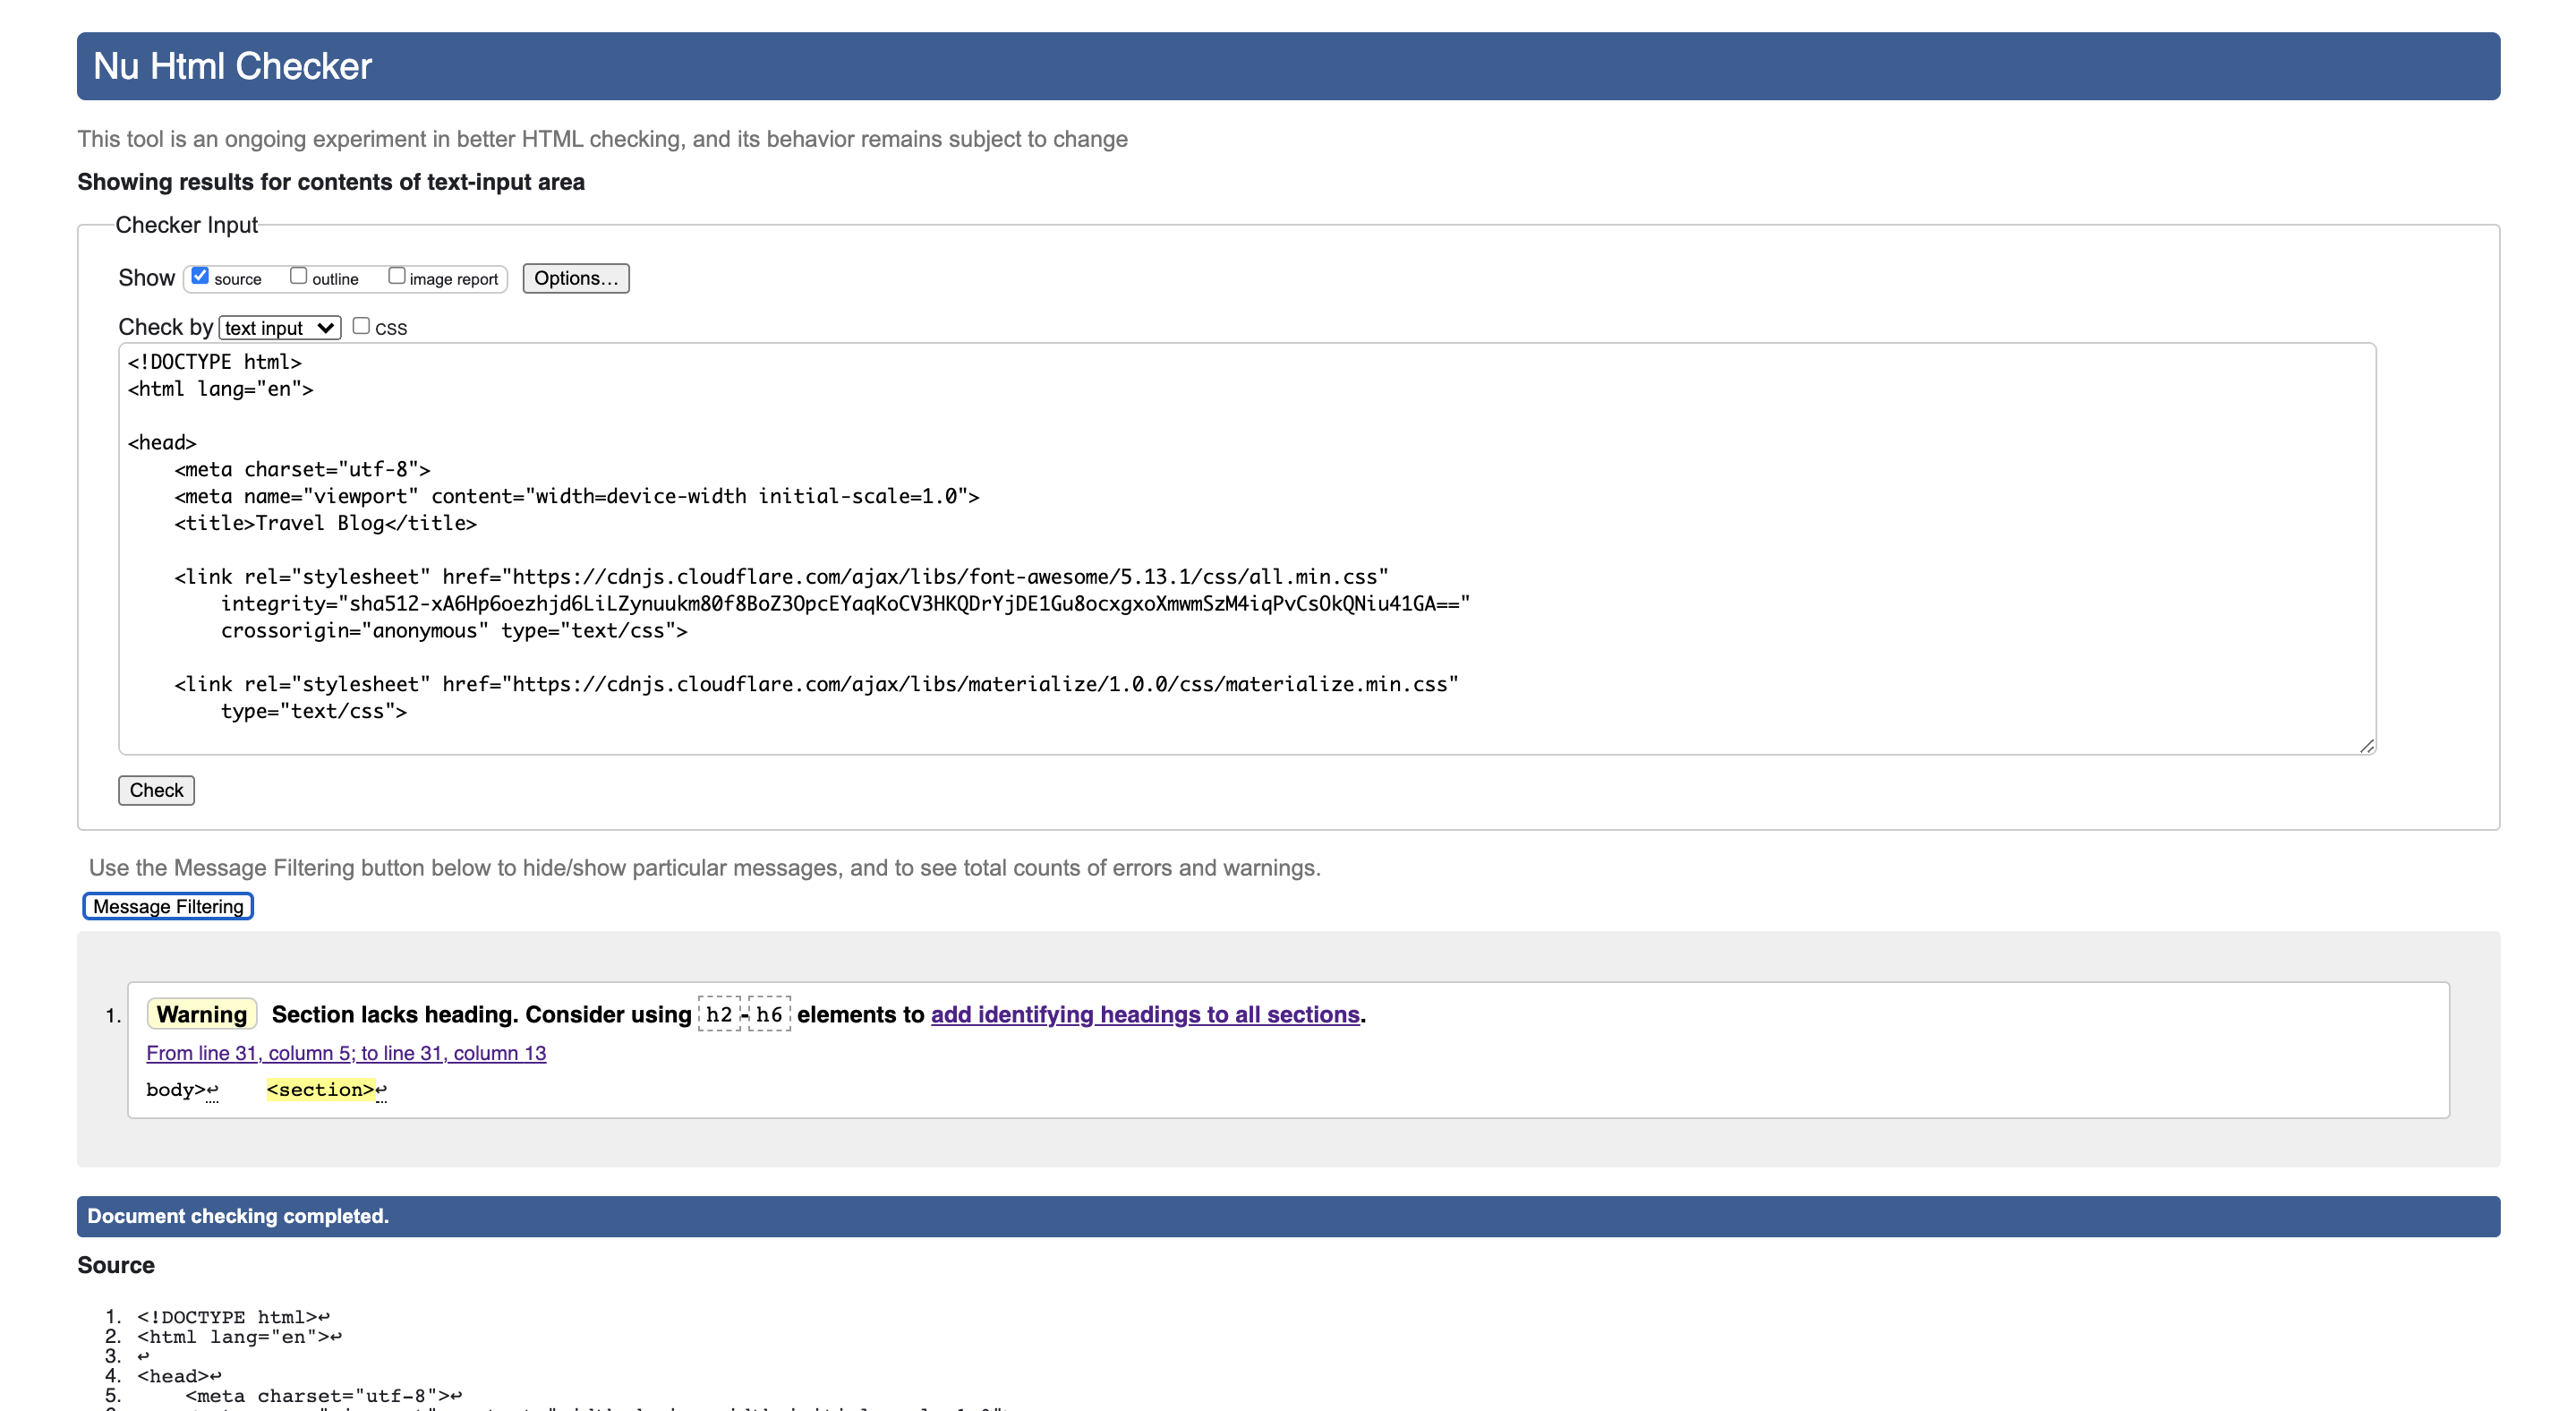 Nu Html Checker
This tool is an ongoing experiment in better HTML checking, and its behavior remains subject to change
Showing results for contents of text-input area
Checker Input
Show source outline image report Options...
Check by text input css
<!DOCTYPE html>
<html lang="en">
<head>
<meta charset="utf-8">
<meta name="viewport" content="width=device-width initial-scale=1.0">
<title>Travel Blog</title>
<link rel="stylesheet" href="https://cdnjs.cloudflare.com/ajax/libs/font-awesome/5.13.1/css/all.min.css"
integrity="sha512-xA6Hp6oezhjd6LiLZynuukm80f8BoZ3OpcEYaqKoCV3HKQDrYjDE1Gu8ocxgxoXmwmSzM4iqPvCsOkQNiu41GA=="
crossorigin="anonymous" type="text/css">
<link rel="stylesheet" href="https://cdnjs.cloudflare.com/ajax/libs/materialize/1.0.0/css/materialize.min.css"
type="text/css">
Check
Use the Message Filtering button below to hide/show particular messages, and to see total counts of errors and warnings.
Message Filtering
1. Warning Section lacks heading. Consider using h2-h6 elements to add identifying headings to all sections.
From line 31, column 5; to line 31, column 13
body>↩ <section>↩
Document checking completed.
Source
1. <!DOCTYPE html>↩
2. <html lang="en">↩
3. ↩
4. <head>↩
5. <meta charset="utf-8">↩